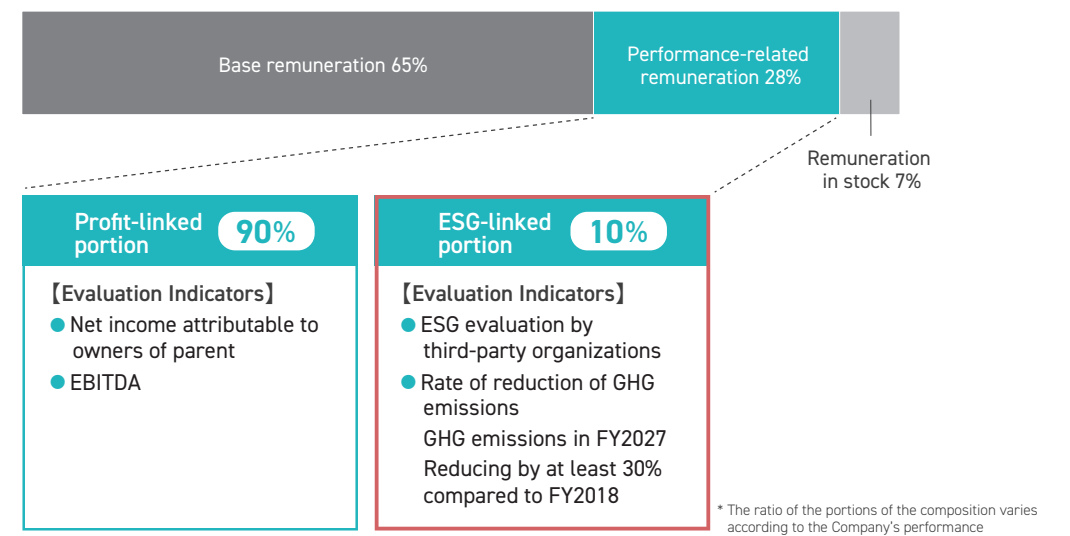 Base remuneration 65%
Performance-related
remuneration 28%
Remuneration
in stock 7%
Profit-linked
portion
90%
【Evaluation Indicators】
● Net income attributable to
owners of parent
● EBITDA
ESG-linked
portion
10%
【Evaluation Indicators】
● ESG evaluation by
third-party organizations
● Rate of reduction of GHG
emissions
GHG emissions in FY2027
Reducing by at least 30%
compared to FY2018
* The ratio of the portions of the composition varies
according to the Company's performance